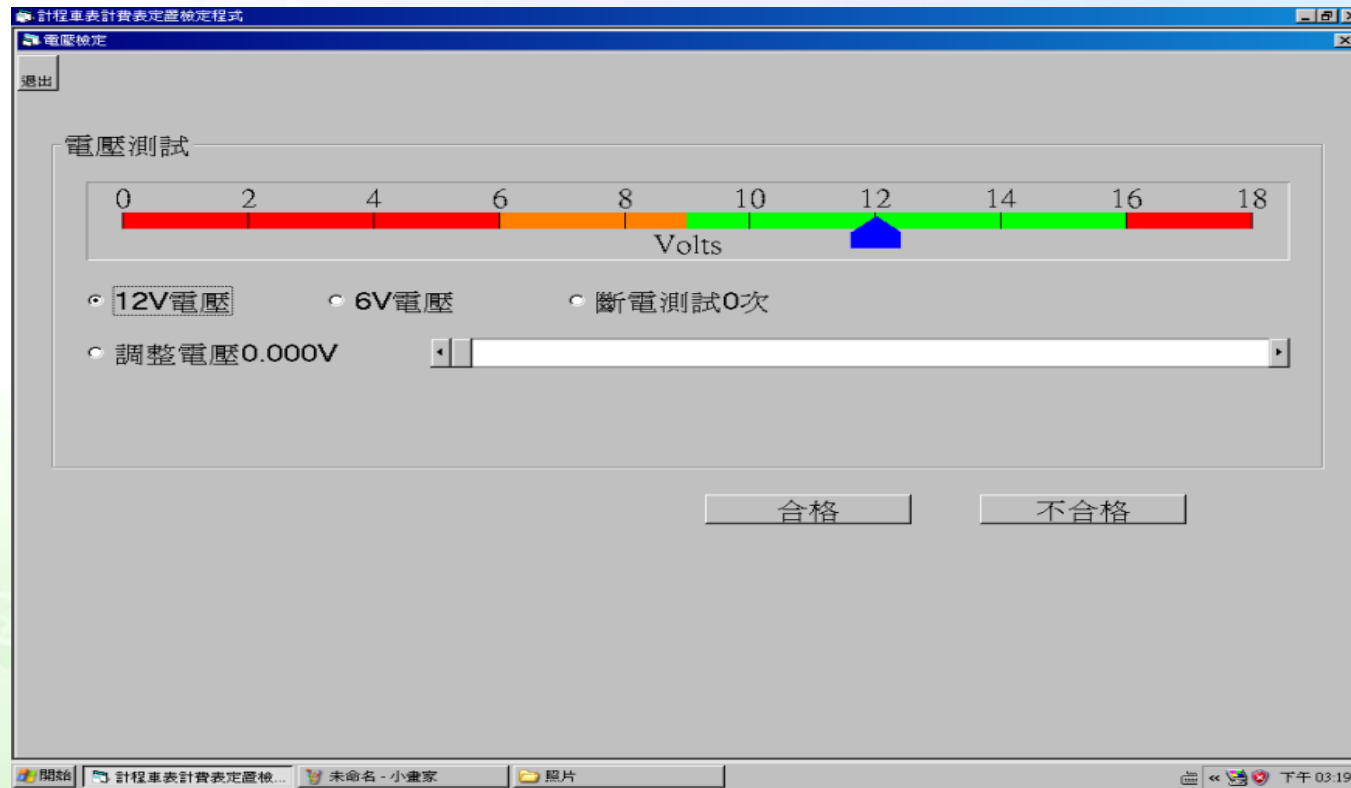 計程車表計費表定置檢定程式
電壓檢定
退出
電壓測試
0 2 4 6 8 10 12 14 16 18
Volts
12V電壓 6V電壓 斷電測試0次
調整電壓0.000V
合格 不合格
開始 計程車表計費表定置檢... 未命名 - 小畫家 照片 « 下午 03:19